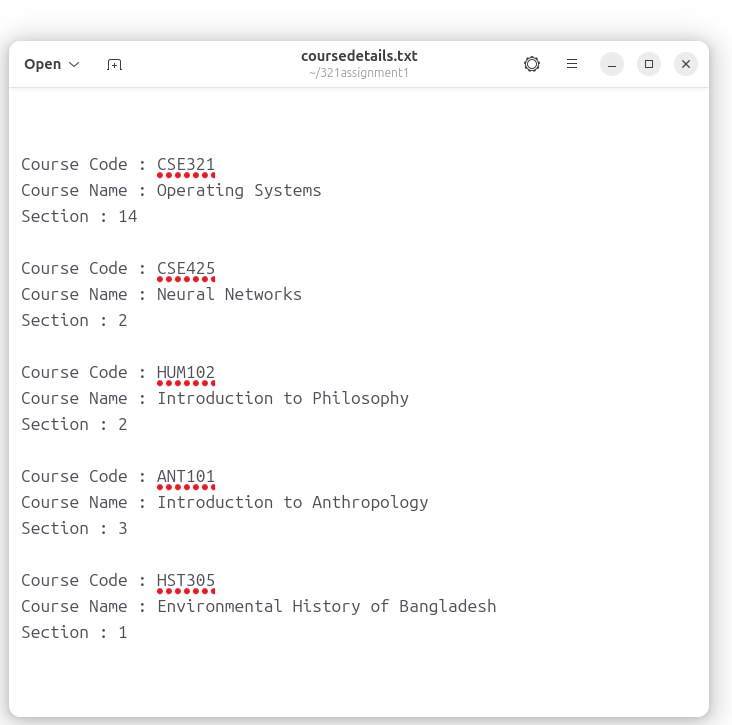 Open
coursedetails.txt
~/321assignment1
Course Code : CSE321
Course Name : Operating Systems
Section : 14
Course Code : CSE425
Course Name : Neural Networks
Section : 2
Course Code : HUM102
Course Name : Introduction to Philosophy
Section : 2
Course Code : ANT101
Course Name : Introduction to Anthropology
Section : 3
Course Code : HST305
Course Name : Environmental History of Bangladesh
Section : 1